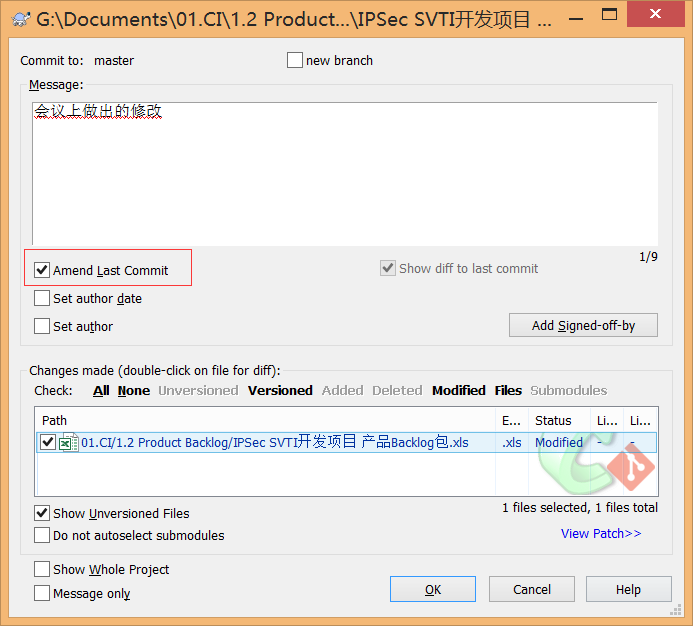 G:\Documents\01.CI\1.2 Product...\IPSec SVTI开发项目 ...
Commit to: master
new branch
Message:
会议上做出的修改
1/9
Amend Last Commit
Show diff to last commit
Set author date
Set author
Add Signed-off-by
Changes made (double-click on file for diff):
Check: All None Unversioned Versioned Added Deleted Modified Files Submodules
Path E... Status Li... Li...
01.CI/1.2 Product Backlog/IPSec SVTI开发项目 产品Backlog包.xls .xls Modified - -
Show Unversioned Files
1 files selected, 1 files total
Do not autoselect submodules
View Patch>>
Show Whole Project
Message only
OK
Cancel
Help